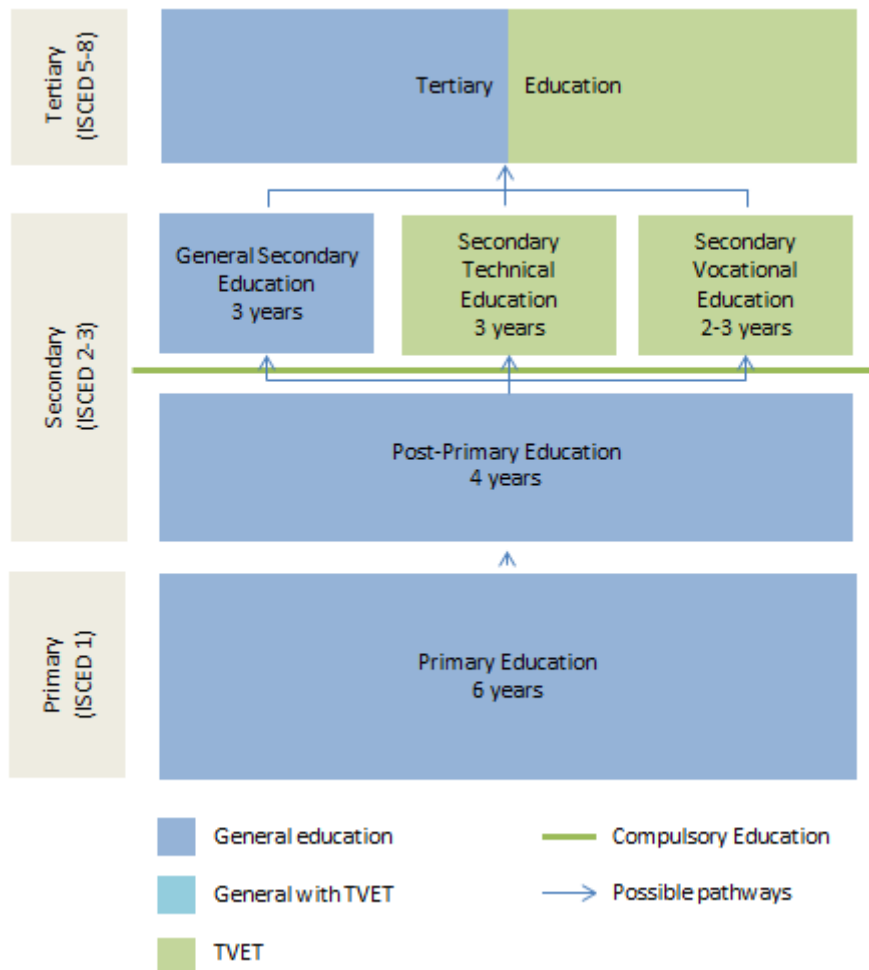 Tertiary
(ISCED 5-8)
Tertiary Education
Secondary
(ISCED 2-3)
General Secondary
Education
3 years
Secondary
Technical
Education
3 years
Secondary
Vocational
Education
2-3 years
Post-Primary Education
4 years
Primary
(ISCED 1)
Primary Education
6 years
General education
Compulsory Education
General with TVET
Possible pathways
TVET